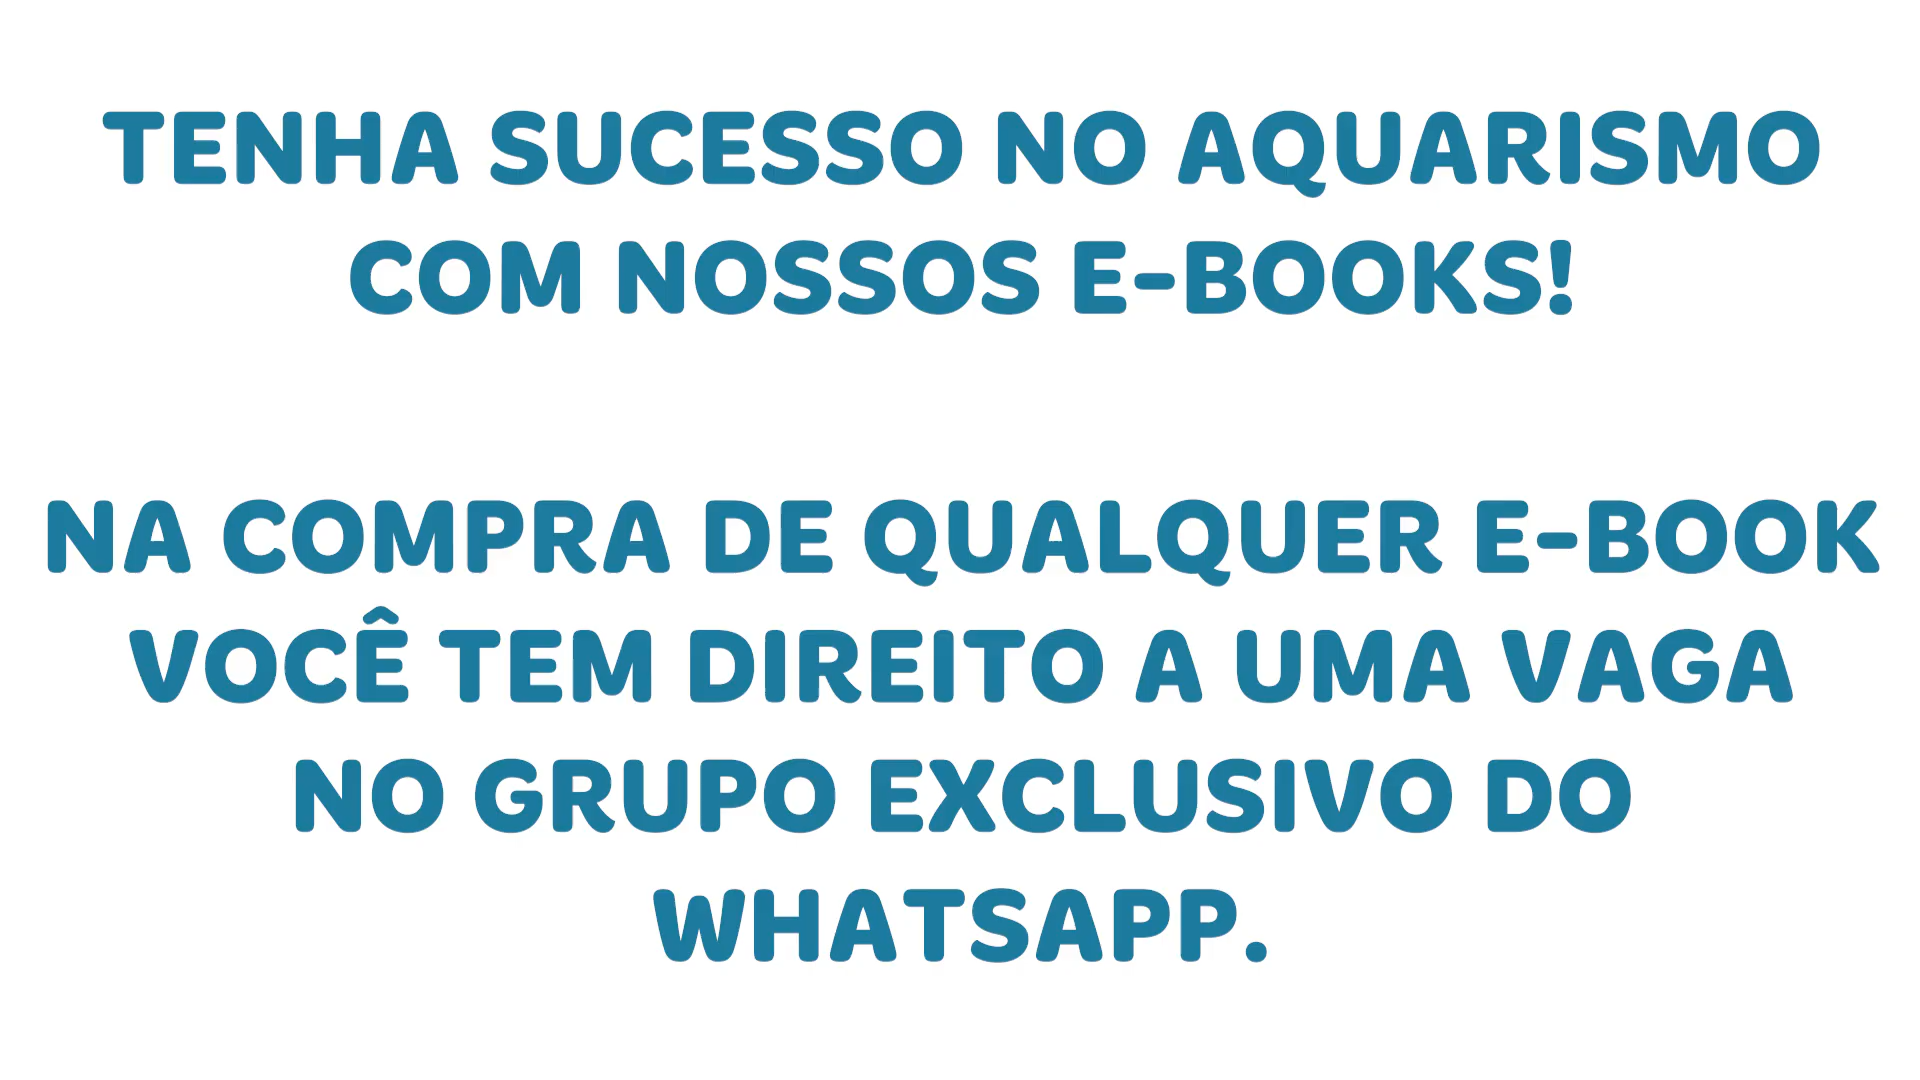 TENHA SUCESSO NO AQUARISMO
COM NOSSOS E-BOOKS!
NA COMPRA DE QUALQUER E-BOOK
VOCÊ TEM DIREITO A UMA VAGA
NO GRUPO EXCLUSIVO DO
WHATSAPP.